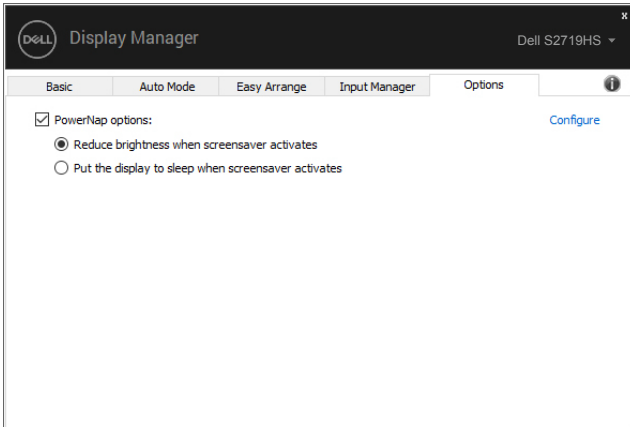 x
DELL Display Manager
Dell S2719HS
Basic Auto Mode Easy Arrange Input Manager Options i
PowerNap options: Configure
Reduce brightness when screensaver activates
Put the display to sleep when screensaver activates